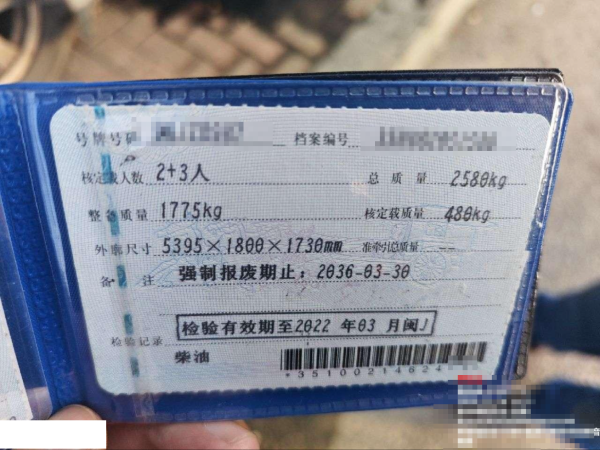 号牌号码 档案编号
核定载人数 2+3人 总质量 2580kg
整备质量 1775kg 核定载质量 480kg
外廓尺寸 5395×1800×1730mm 准牵引总质量 --
备注 强制报废期止：2036-03-30
检验有效期至2022 年03 月闽J
检验记录
柴油
*35100214624